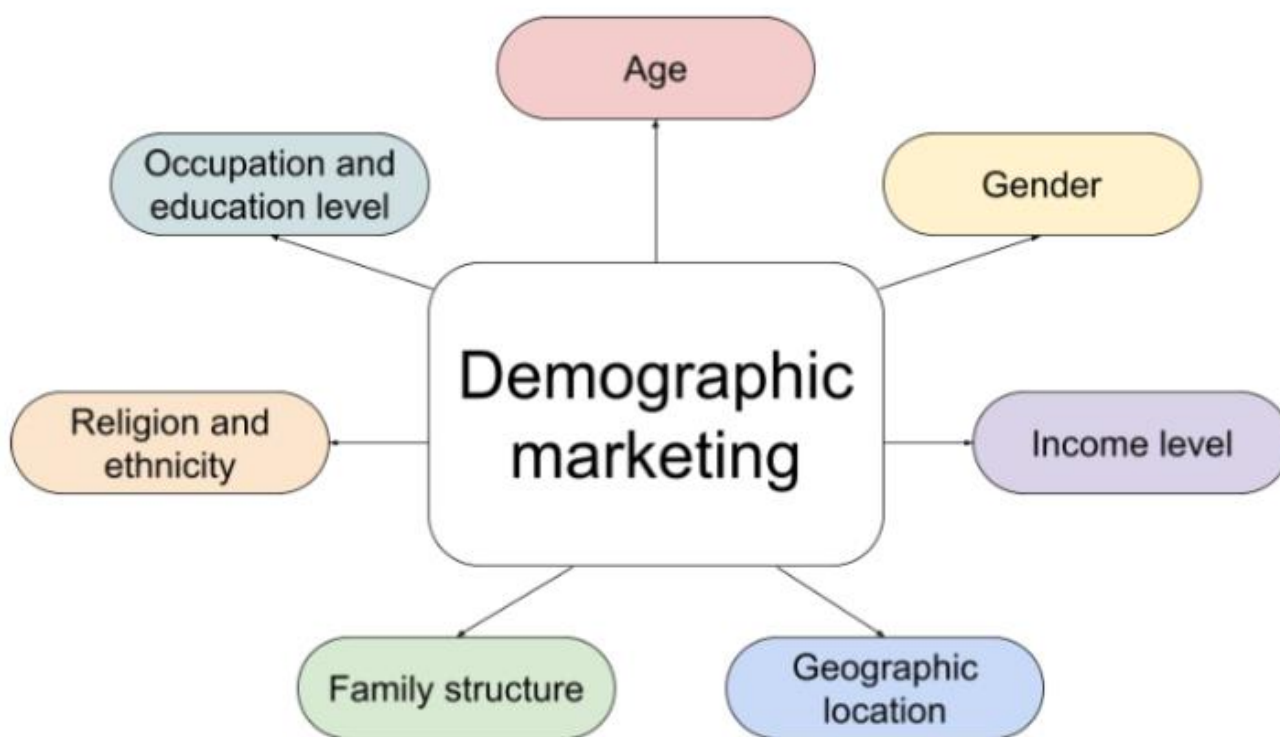 Age
Occupation and
education level
Gender
Demographic
marketing
Religion and
ethnicity
Income level
Family structure
Geographic
location